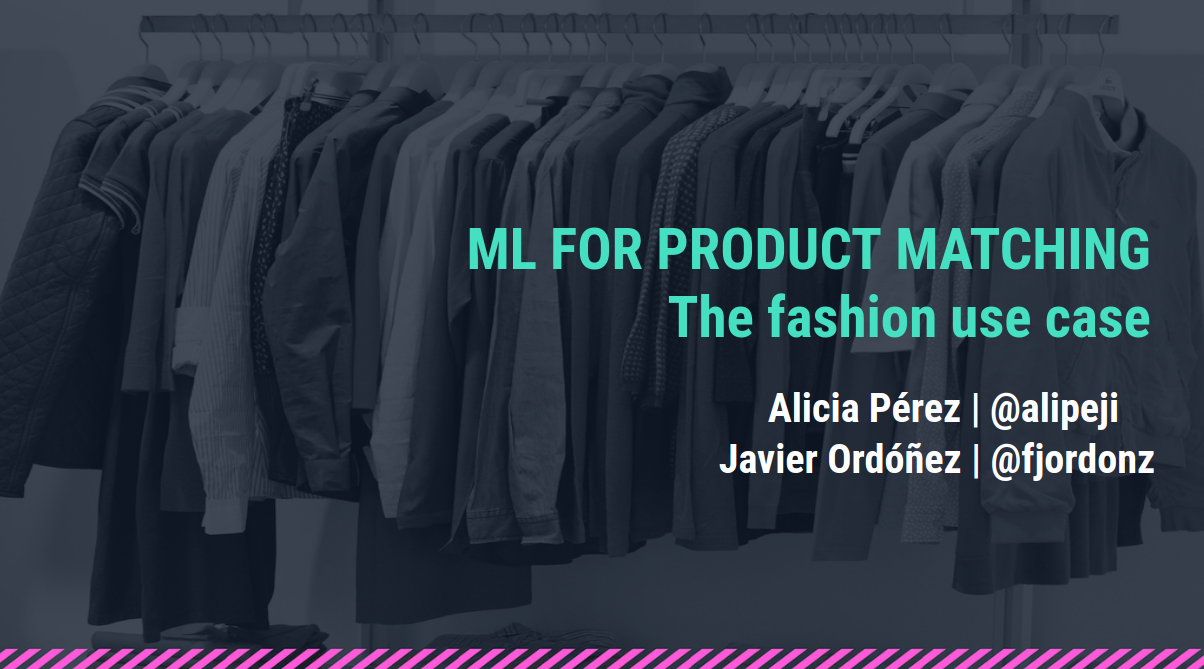 ML FOR PRODUCT MATCHING
The fashion use case
Alicia Pérez | @alipeji
Javier Ordóñez | @fjordonz